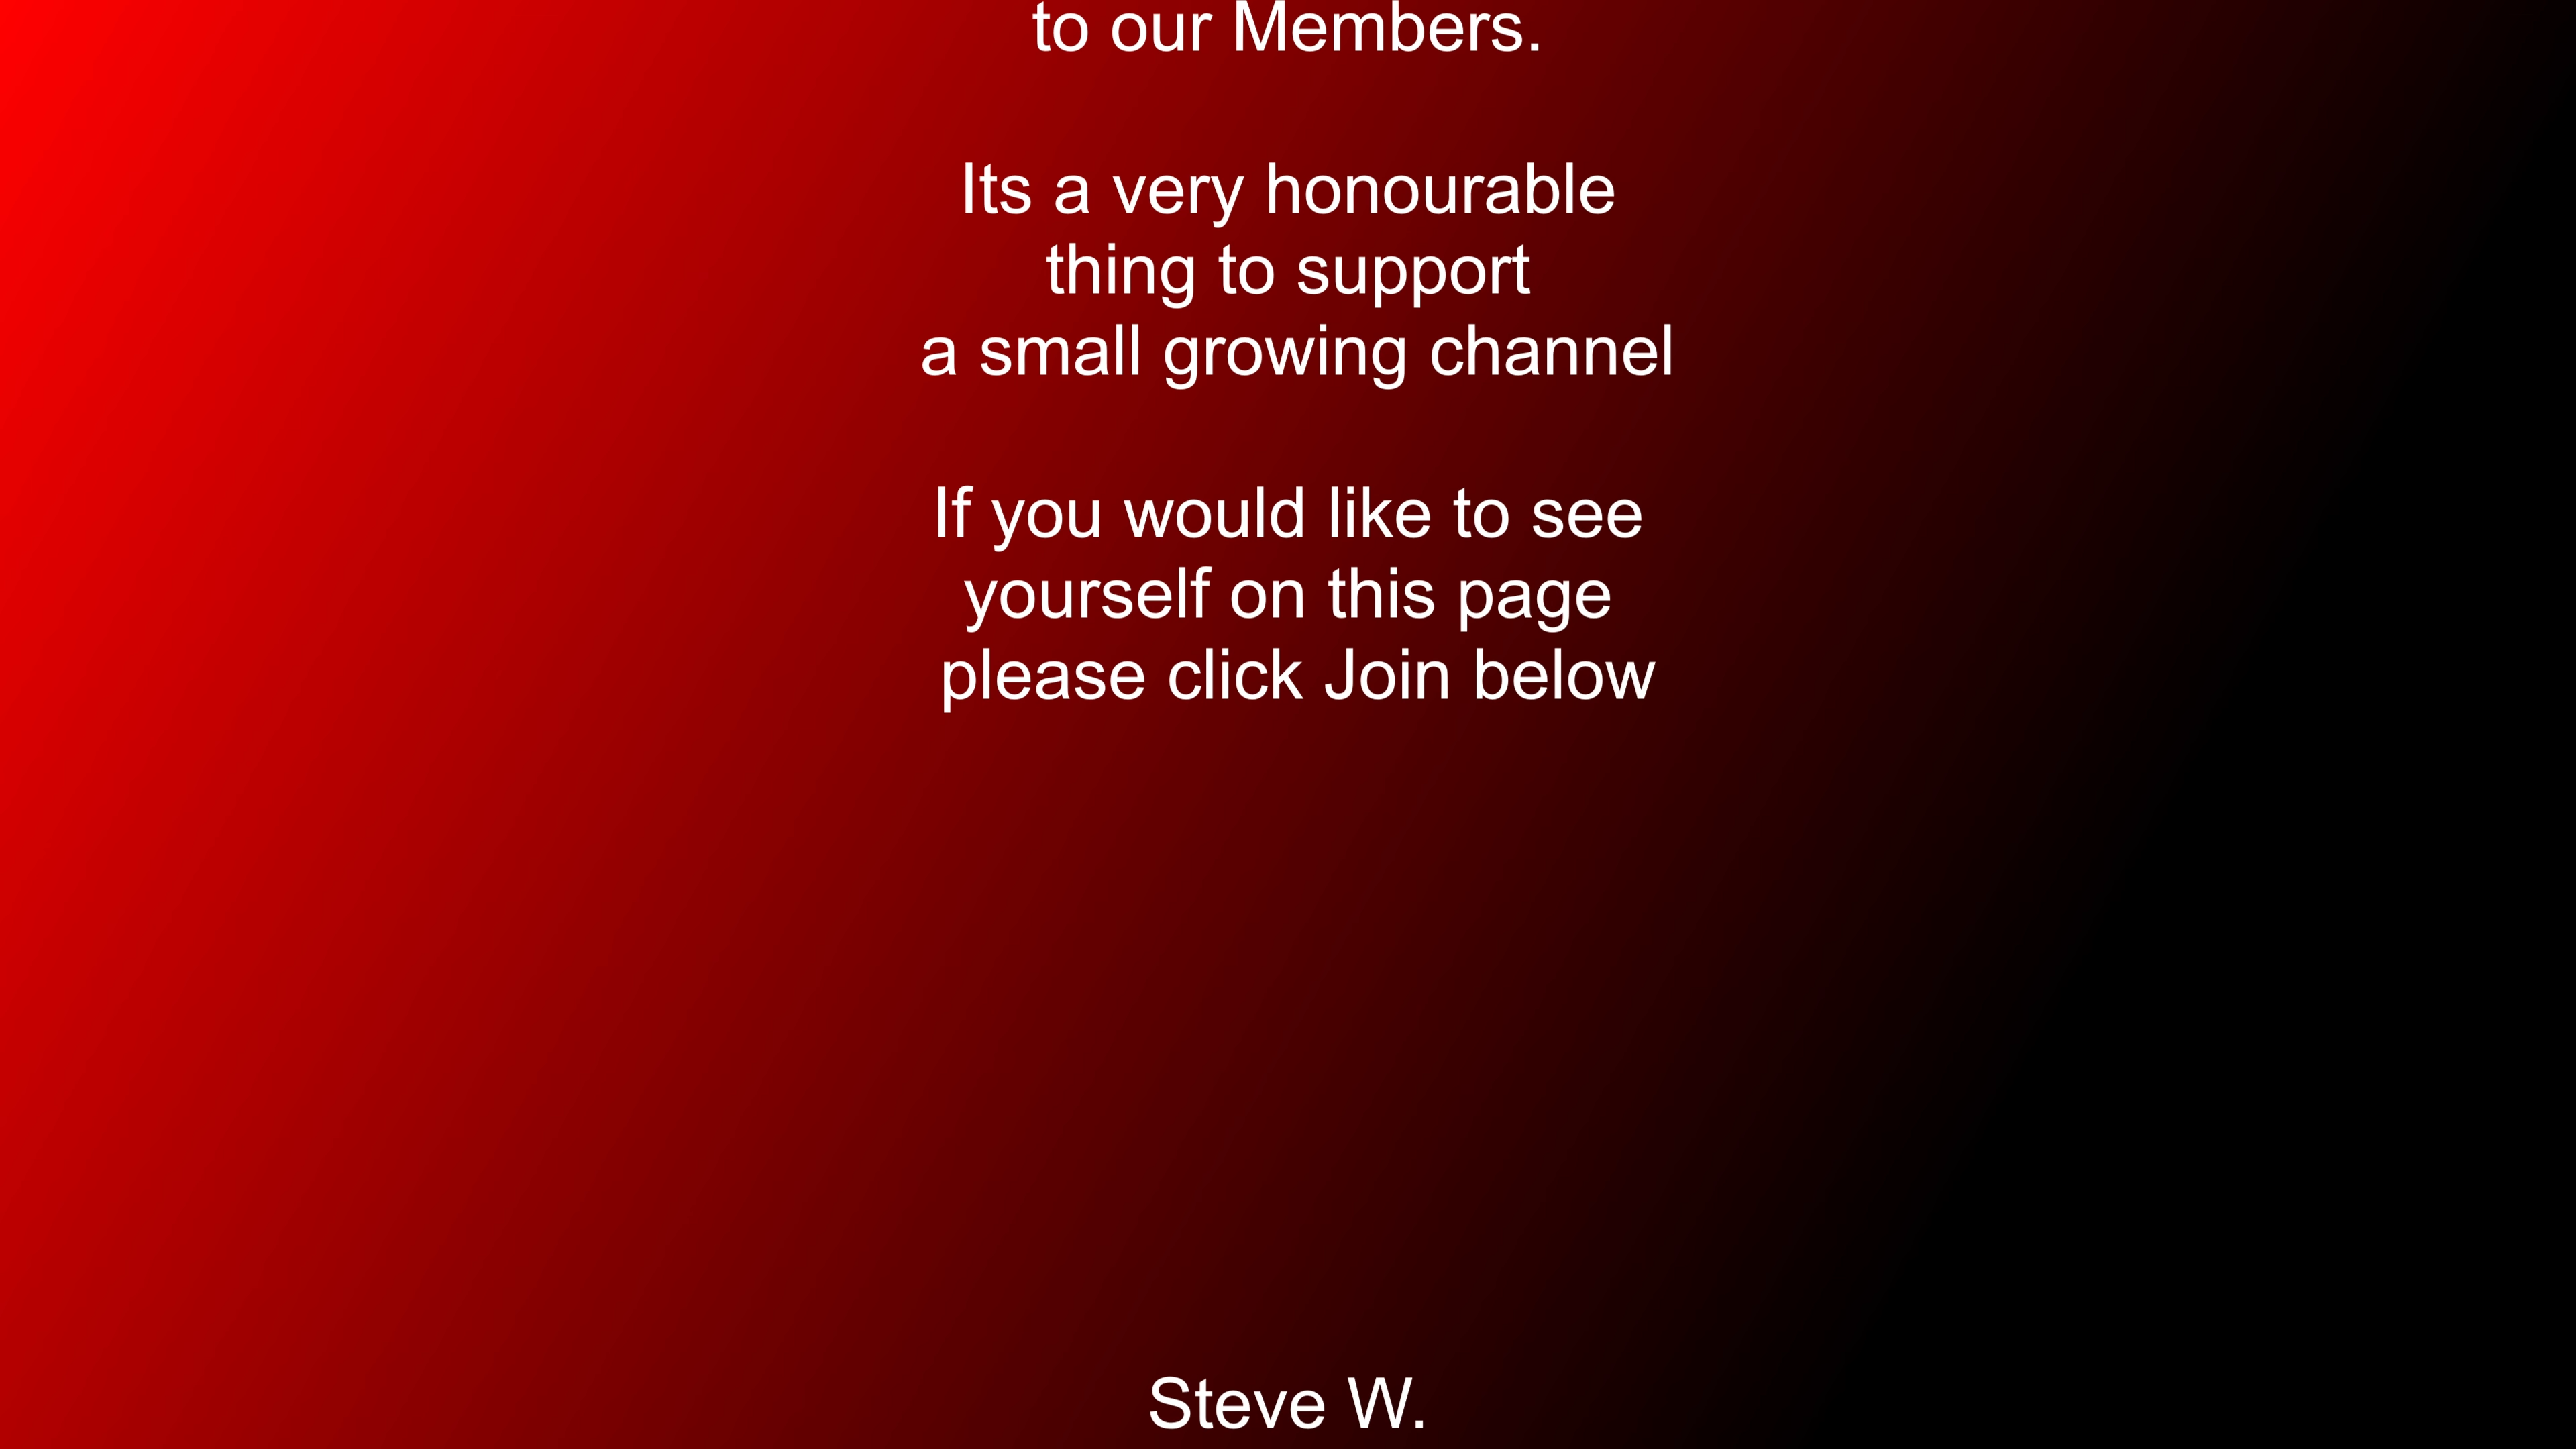 to our Members.
Its a very honourable
thing to support
a small growing channel
If you would like to see
yourself on this page
please click Join below
Steve W.